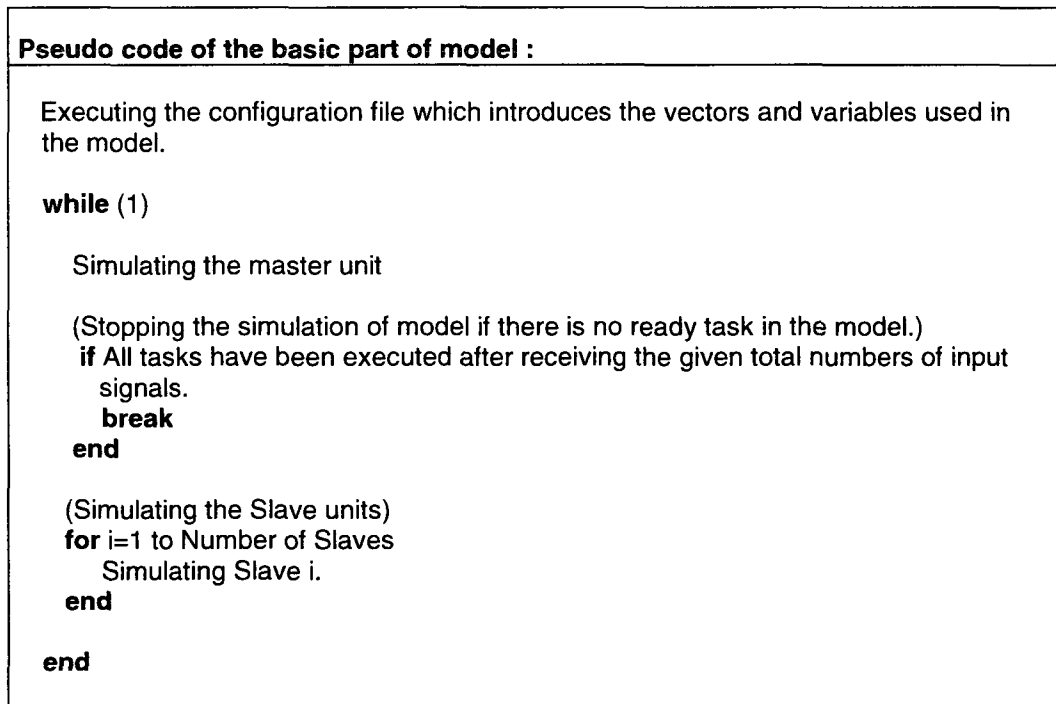 Pseudo code of the basic part of model :
Executing the configuration file which introduces the vectors and variables used in
the model.
while (1)
Simulating the master unit
(Stopping the simulation of model if there is no ready task in the model.)
if All tasks have been executed after receiving the given total numbers of input
signals.
break
end
(Simulating the Slave units)
for i=1 to Number of Slaves
Simulating Slave i.
end
end